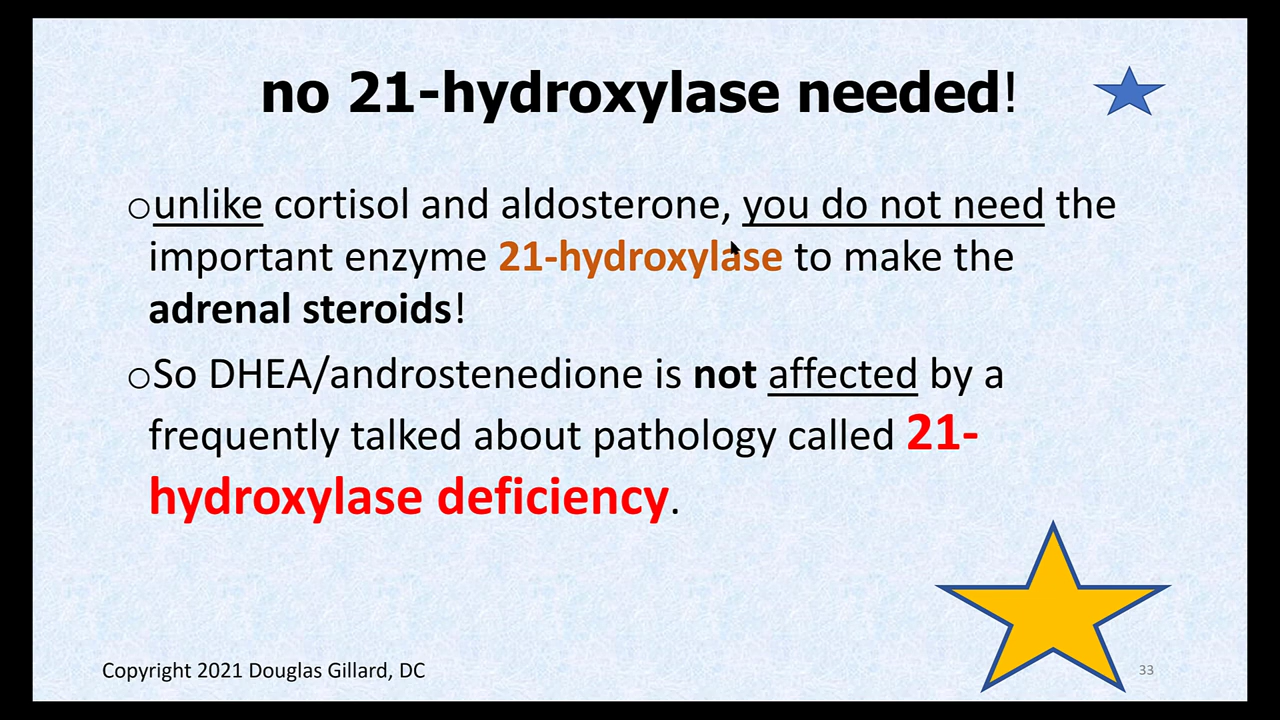 no 21-hydroxylase needed!
○unlike cortisol and aldosterone, you do not need the
important enzyme 21-hydroxylase to make the
adrenal steroids!
○So DHEA/androstenedione is not affected by a
frequently talked about pathology called 21-
hydroxylase deficiency.
Copyright 2021 Douglas Gillard, DC
33